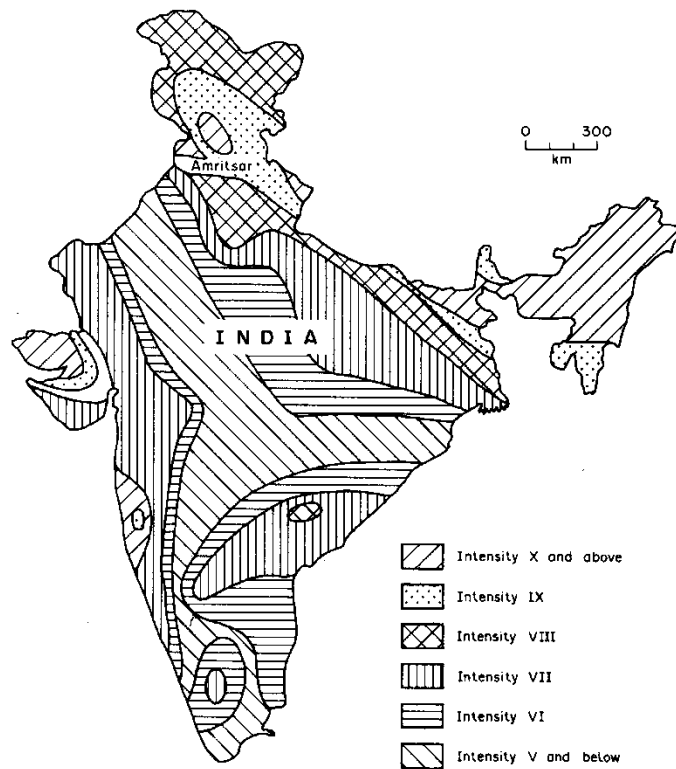 Amritsar
0 300
km
INDIA
Intensity X and above
Intensity IX
Intensity VIII
Intensity VII
Intensity VI
Intensity V and below